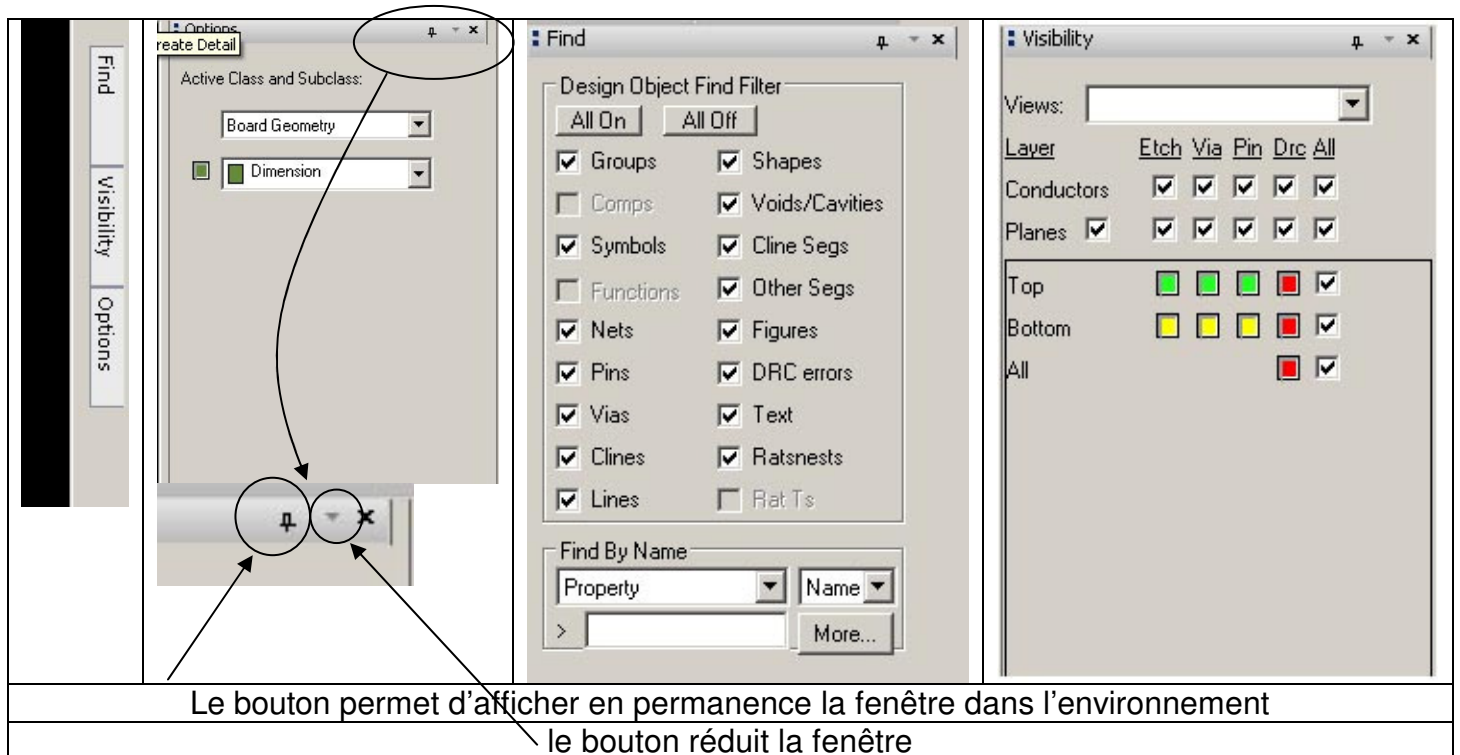 Find
Visibility
Options
Options
reate Detail
Active Class and Subclass:
Board Geometry
Dimension
Find
Design Object Find Filter
All On All Off
Groups Shapes
Comps Voids/Cavities
Symbols Cline Segs
Functions Other Segs
Nets Figures
Pins DRC errors
Vias Text
Clines Ratsnests
Lines Rat Ts
Find By Name
Property Name
> More...
Visibility
Views:
Layer Etch Via Pin Drc All
Conductors
Planes
Top
Bottom
All
Le bouton permet d'afficher en permanence la fenêtre dans l'environnement
le bouton réduit la fenêtre